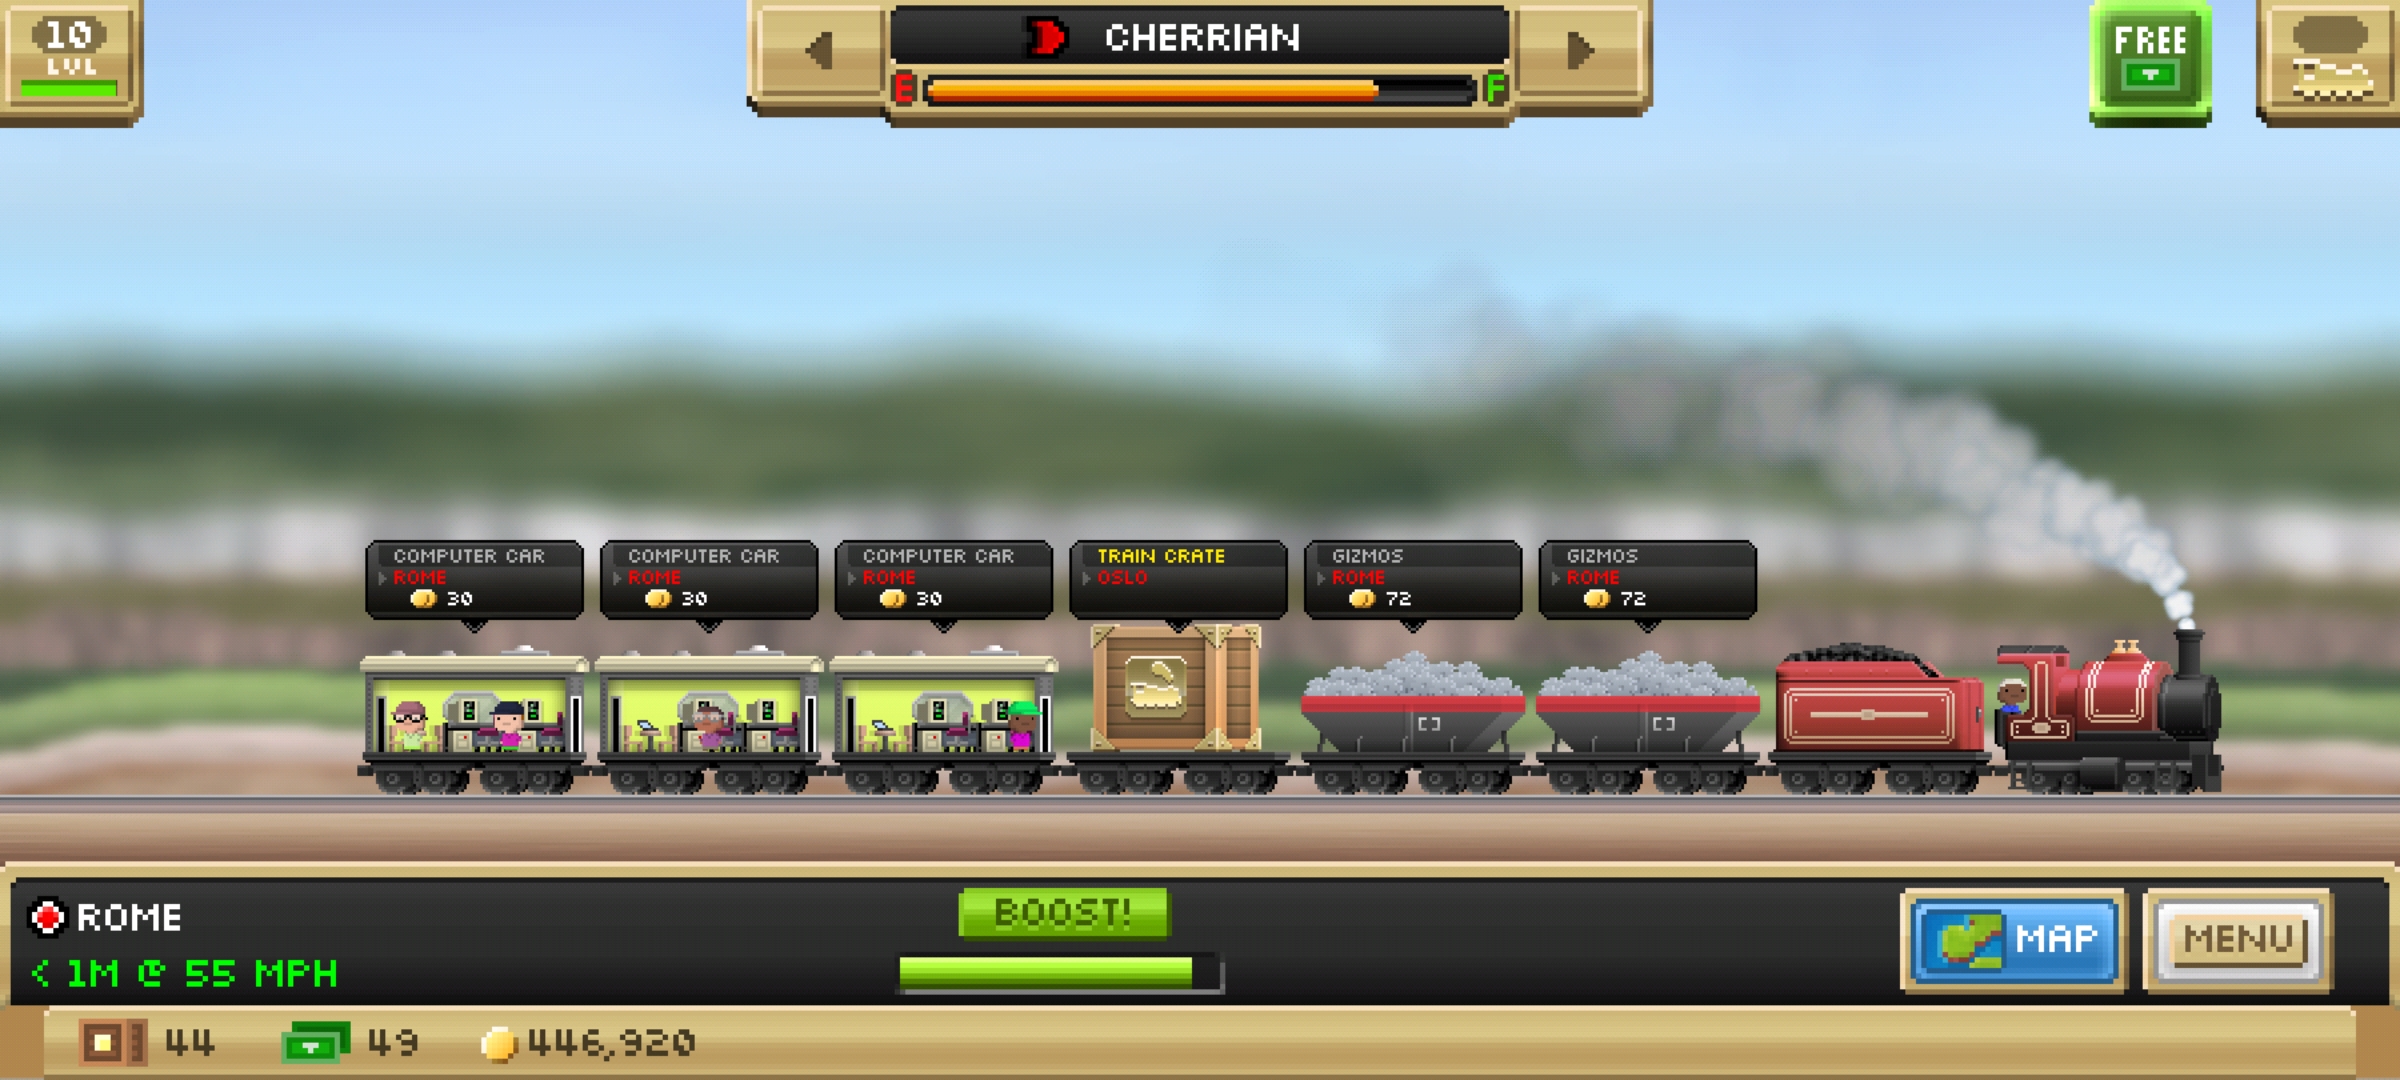 10
LVL
CHERRIAN
E
F
FREE
COMPUTER CAR
ROME
30
COMPUTER CAR
ROME
30
COMPUTER CAR
ROME
30
TRAIN CRATE
OSLO
GIZMOS
ROME
72
GIZMOS
ROME
72
ROME
< 1M @ 55 MPH
BOOST!
MAP
MENU
44
49
446,920